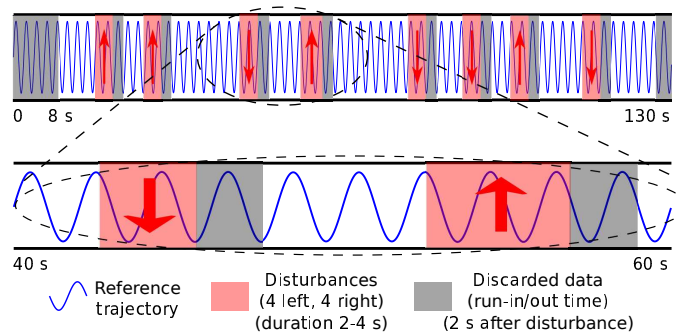 0 8 s 130 s
40 s 60 s
Reference
trajectory
Disturbances
(4 left, 4 right)
(duration 2-4 s)
Discarded data
(run-in/out time)
(2 s after disturbance)